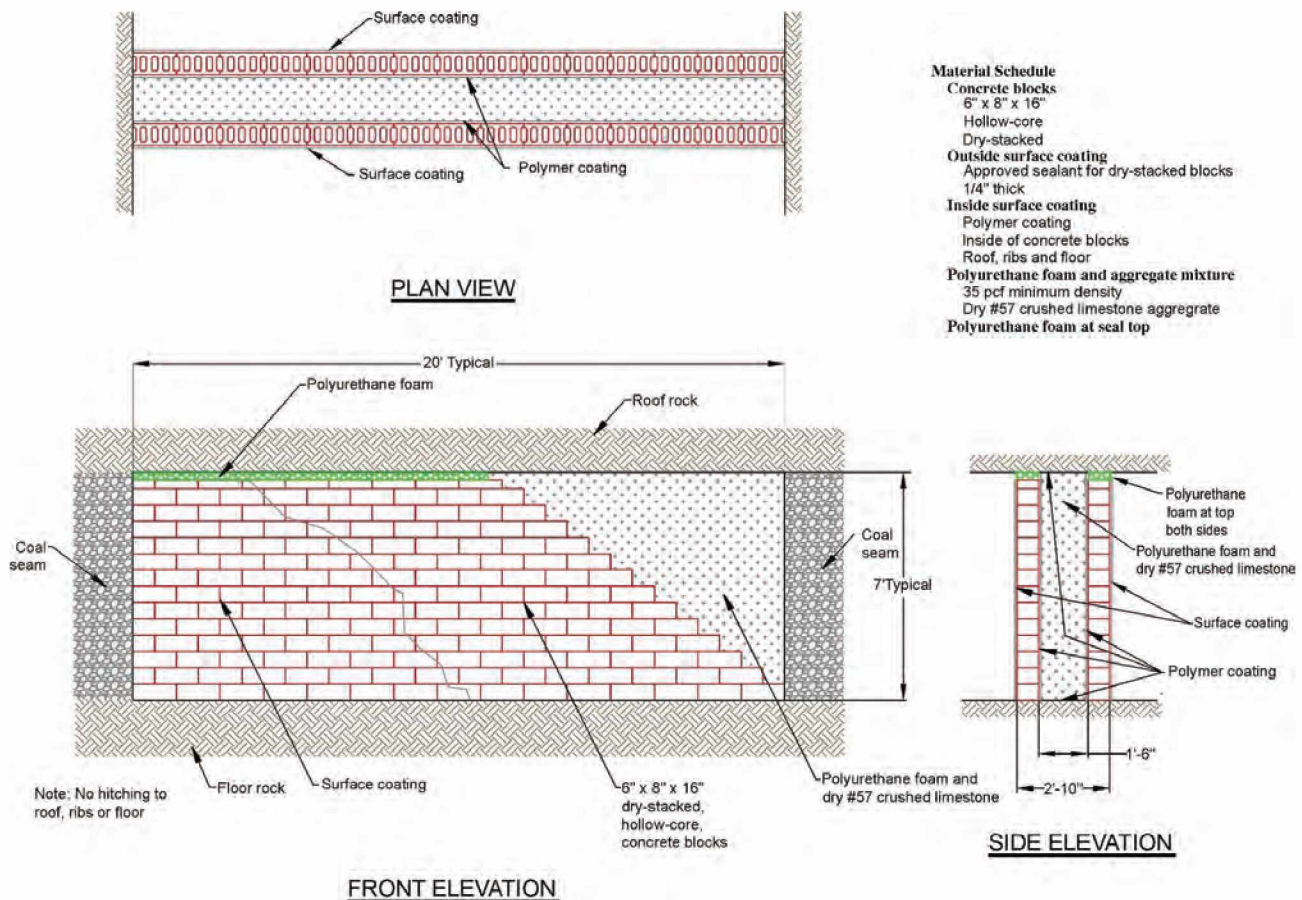 Surface coating
Polymer coating
Surface coating
PLAN VIEW
Material Schedule
Concrete blocks
6" x 8" x 16"
Hollow-core
Dry-stacked
Outside surface coating
Approved sealant for dry-stacked blocks
1/4" thick
Inside surface coating
Polymer coating
Inside of concrete blocks
Roof, ribs and floor
Polyurethane foam and aggregate mixture
35 pcf minimum density
Dry #57 crushed limestone aggregrate
Polyurethane foam at seal top
20' Typical
Polyurethane foam
Roof rock
Coal
seam
Coal
seam
7'Typical
Floor rock
Surface coating
6" x 8" x 16"
dry-stacked,
hollow-core,
concrete blocks
Polyurethane foam and
dry #57 crushed limestone
Note: No hitching to
roof, ribs or floor
FRONT ELEVATION
Polyurethane
foam at top
both sides
Polyurethane foam and
dry #57 crushed limestone
Surface coating
Polymer coating
1'-6"
2'-10"
SIDE ELEVATION